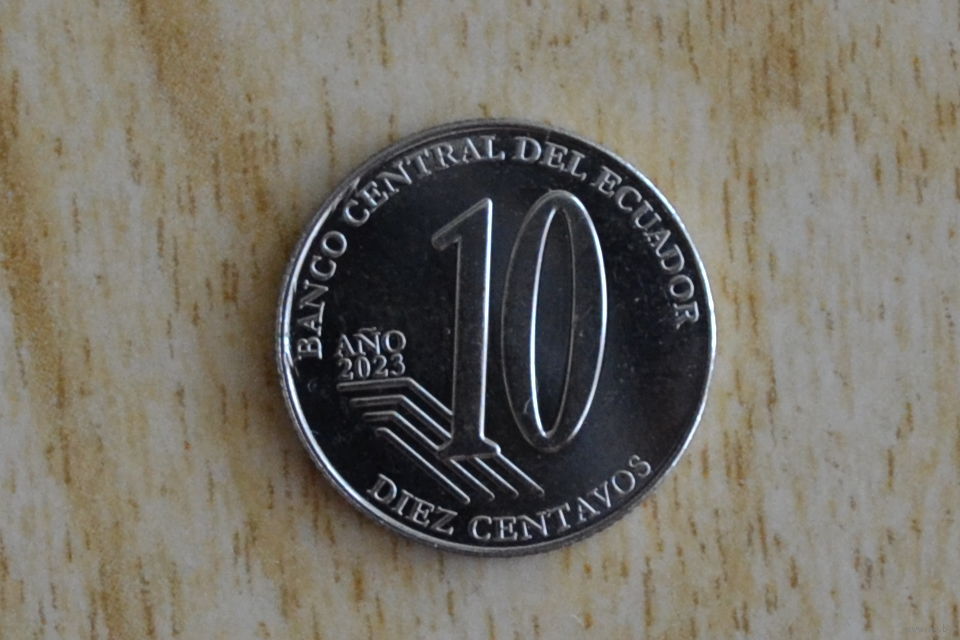 BANCO CENTRAL DEL ECUADOR
10
AÑO
2023
DIEZ CENTAVOS